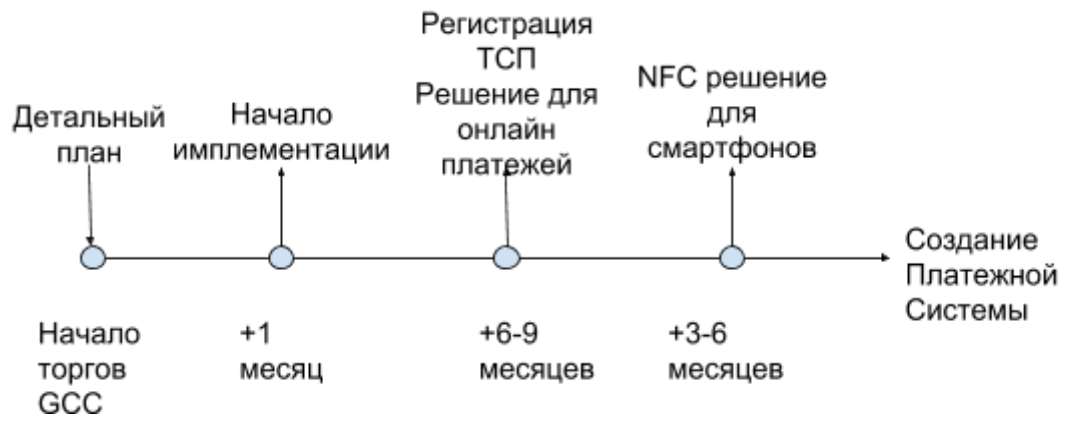 Детальный
план
Начало
имплементации
Регистрация
ТСП
Решение для
онлайн
платежей
NFC решение
для
смартфонов
Создание
Платежной
Системы
Начало
торгов
GCC
+1
месяц
+6-9
месяцев
+3-6
месяцев